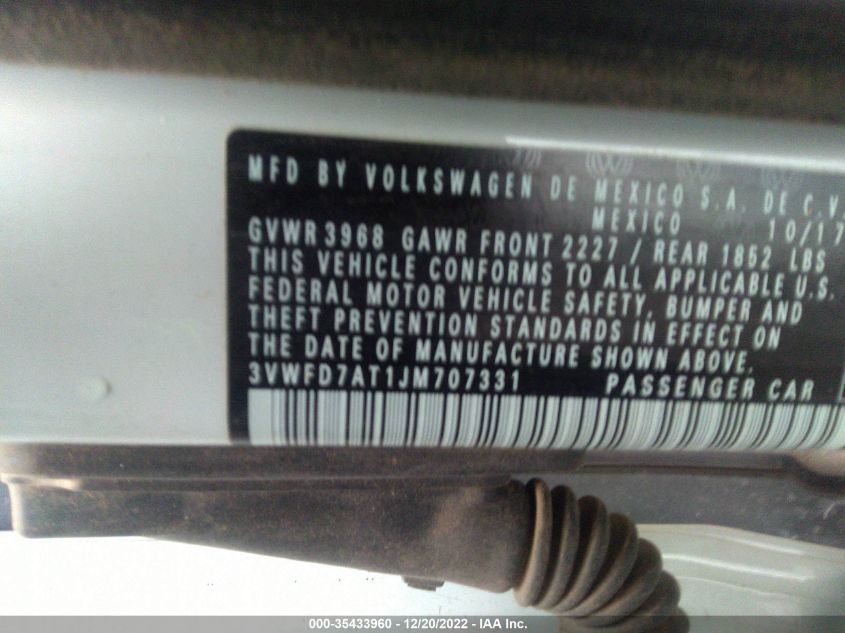 MFD BY VOLKSWAGEN DE MEXICO S.A. DE C.V.
MEXICO 10/17
GVWR 3968 GAWR FRONT 2227 / REAR 1852 LBS
THIS VEHICLE CONFORMS TO ALL APPLICABLE U.S.
FEDERAL MOTOR VEHICLE SAFETY, BUMPER AND
THEFT PREVENTION STANDARDS IN EFFECT ON
THE DATE OF MANUFACTURE SHOWN ABOVE.
3VWFD7AT1JM707331 PASSENGER CAR
000-35433960 - 12/20/2022 - IAA Inc.